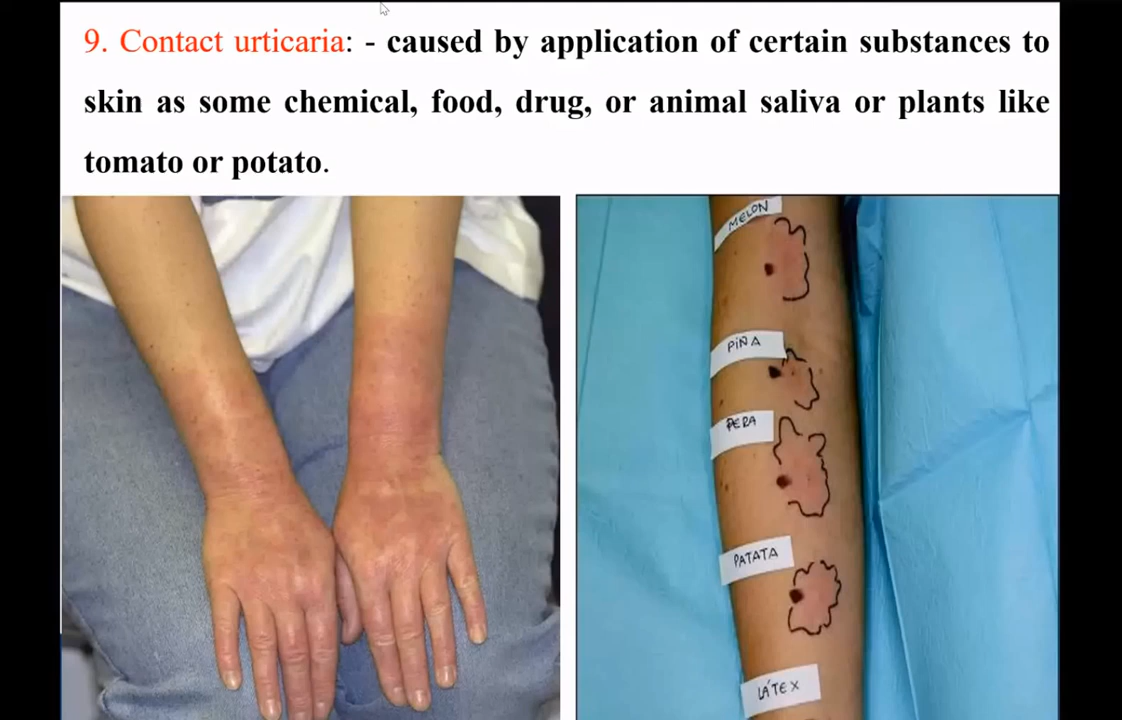 9. Contact urticaria: - caused by application of certain substances to
skin as some chemical, food, drug, or animal saliva or plants like
tomato or potato.
MELON
PIÑA
PERA
PATATA
LÁTEX